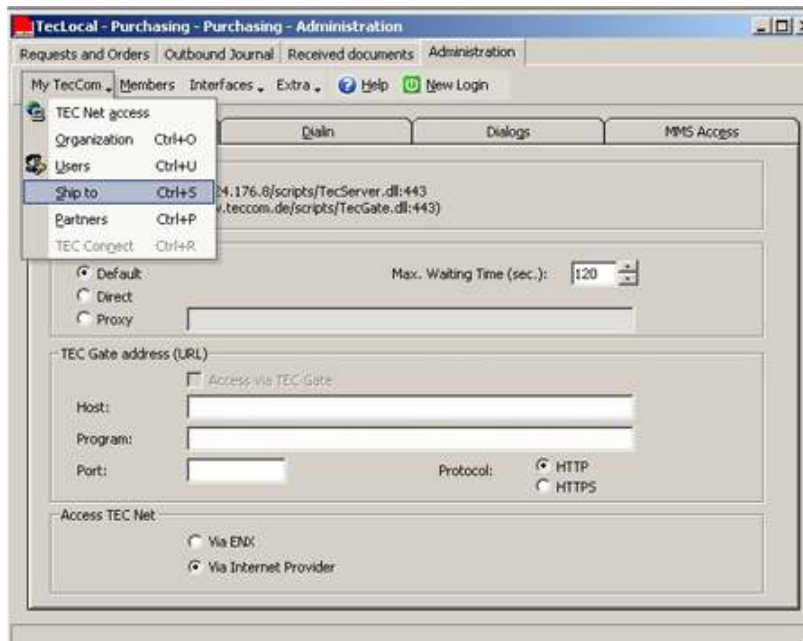 TecLocal - Purchasing - Purchasing - Administration
Requests and Orders Outbound Journal Received documents Administration
My TecCom Members Interfaces Extra Help New Login
TEC Net access
Organization Ctrl+O
Users Ctrl+U
Ship to Ctrl+S
Partners Ctrl+P
TEC Connect Ctrl+R
Dialin Dialogs MMS Access
24.176.8/scripts/TecServer.dll:443
.teccom.de/scripts/TecGate.dll:443)
Default Max. Waiting Time (sec.): 120
Direct
Proxy
TEC Gate address (URL)
Access via TEC Gate
Host:
Program:
Port: Protocol: HTTP
HTTPS
Access TEC Net
Via ENX
Via Internet Provider